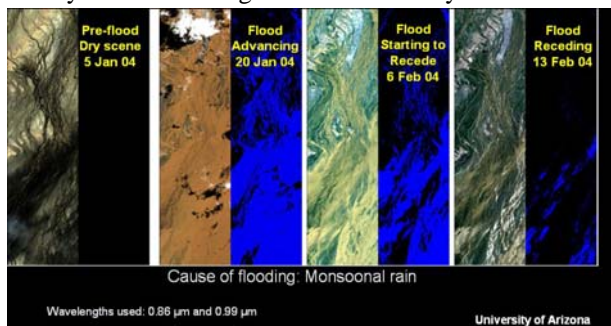 Pre-flood
Dry scene
5 Jan 04
Flood
Advancing
20 Jan 04
Flood
Starting to
Recede
6 Feb 04
Flood
Receding
13 Feb 04
Cause of flooding: Monsoonal rain
Wavelengths used: 0.86 µm and 0.99 µm
University of Arizona